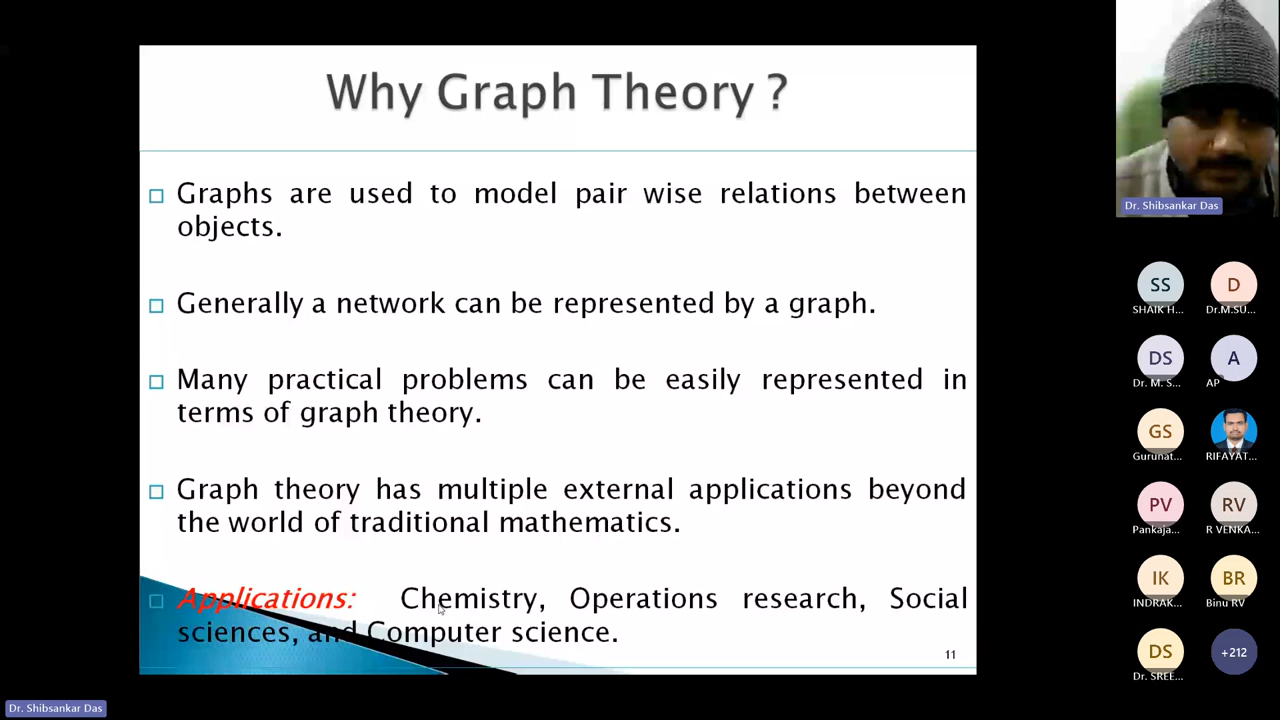 Why Graph Theory ?
Graphs are used to model pair wise relations between
objects.
Generally a network can be represented by a graph.
Many practical problems can be easily represented in
terms of graph theory.
Graph theory has multiple external applications beyond
the world of traditional mathematics.
Applications: Chemistry, Operations research, Social
sciences, and Computer science.
11
Dr. Shibsankar Das
SS
SHAIK H...
D
Dr.M.SU...
DS
Dr. M. S...
A
AP
GS
Gurunat...
RIFAYAT...
PV
Pankaja...
RV
R VENKA...
IK
INDRAK...
BR
Binu RV
DS
Dr. SREE...
+212
Dr. Shibsankar Das